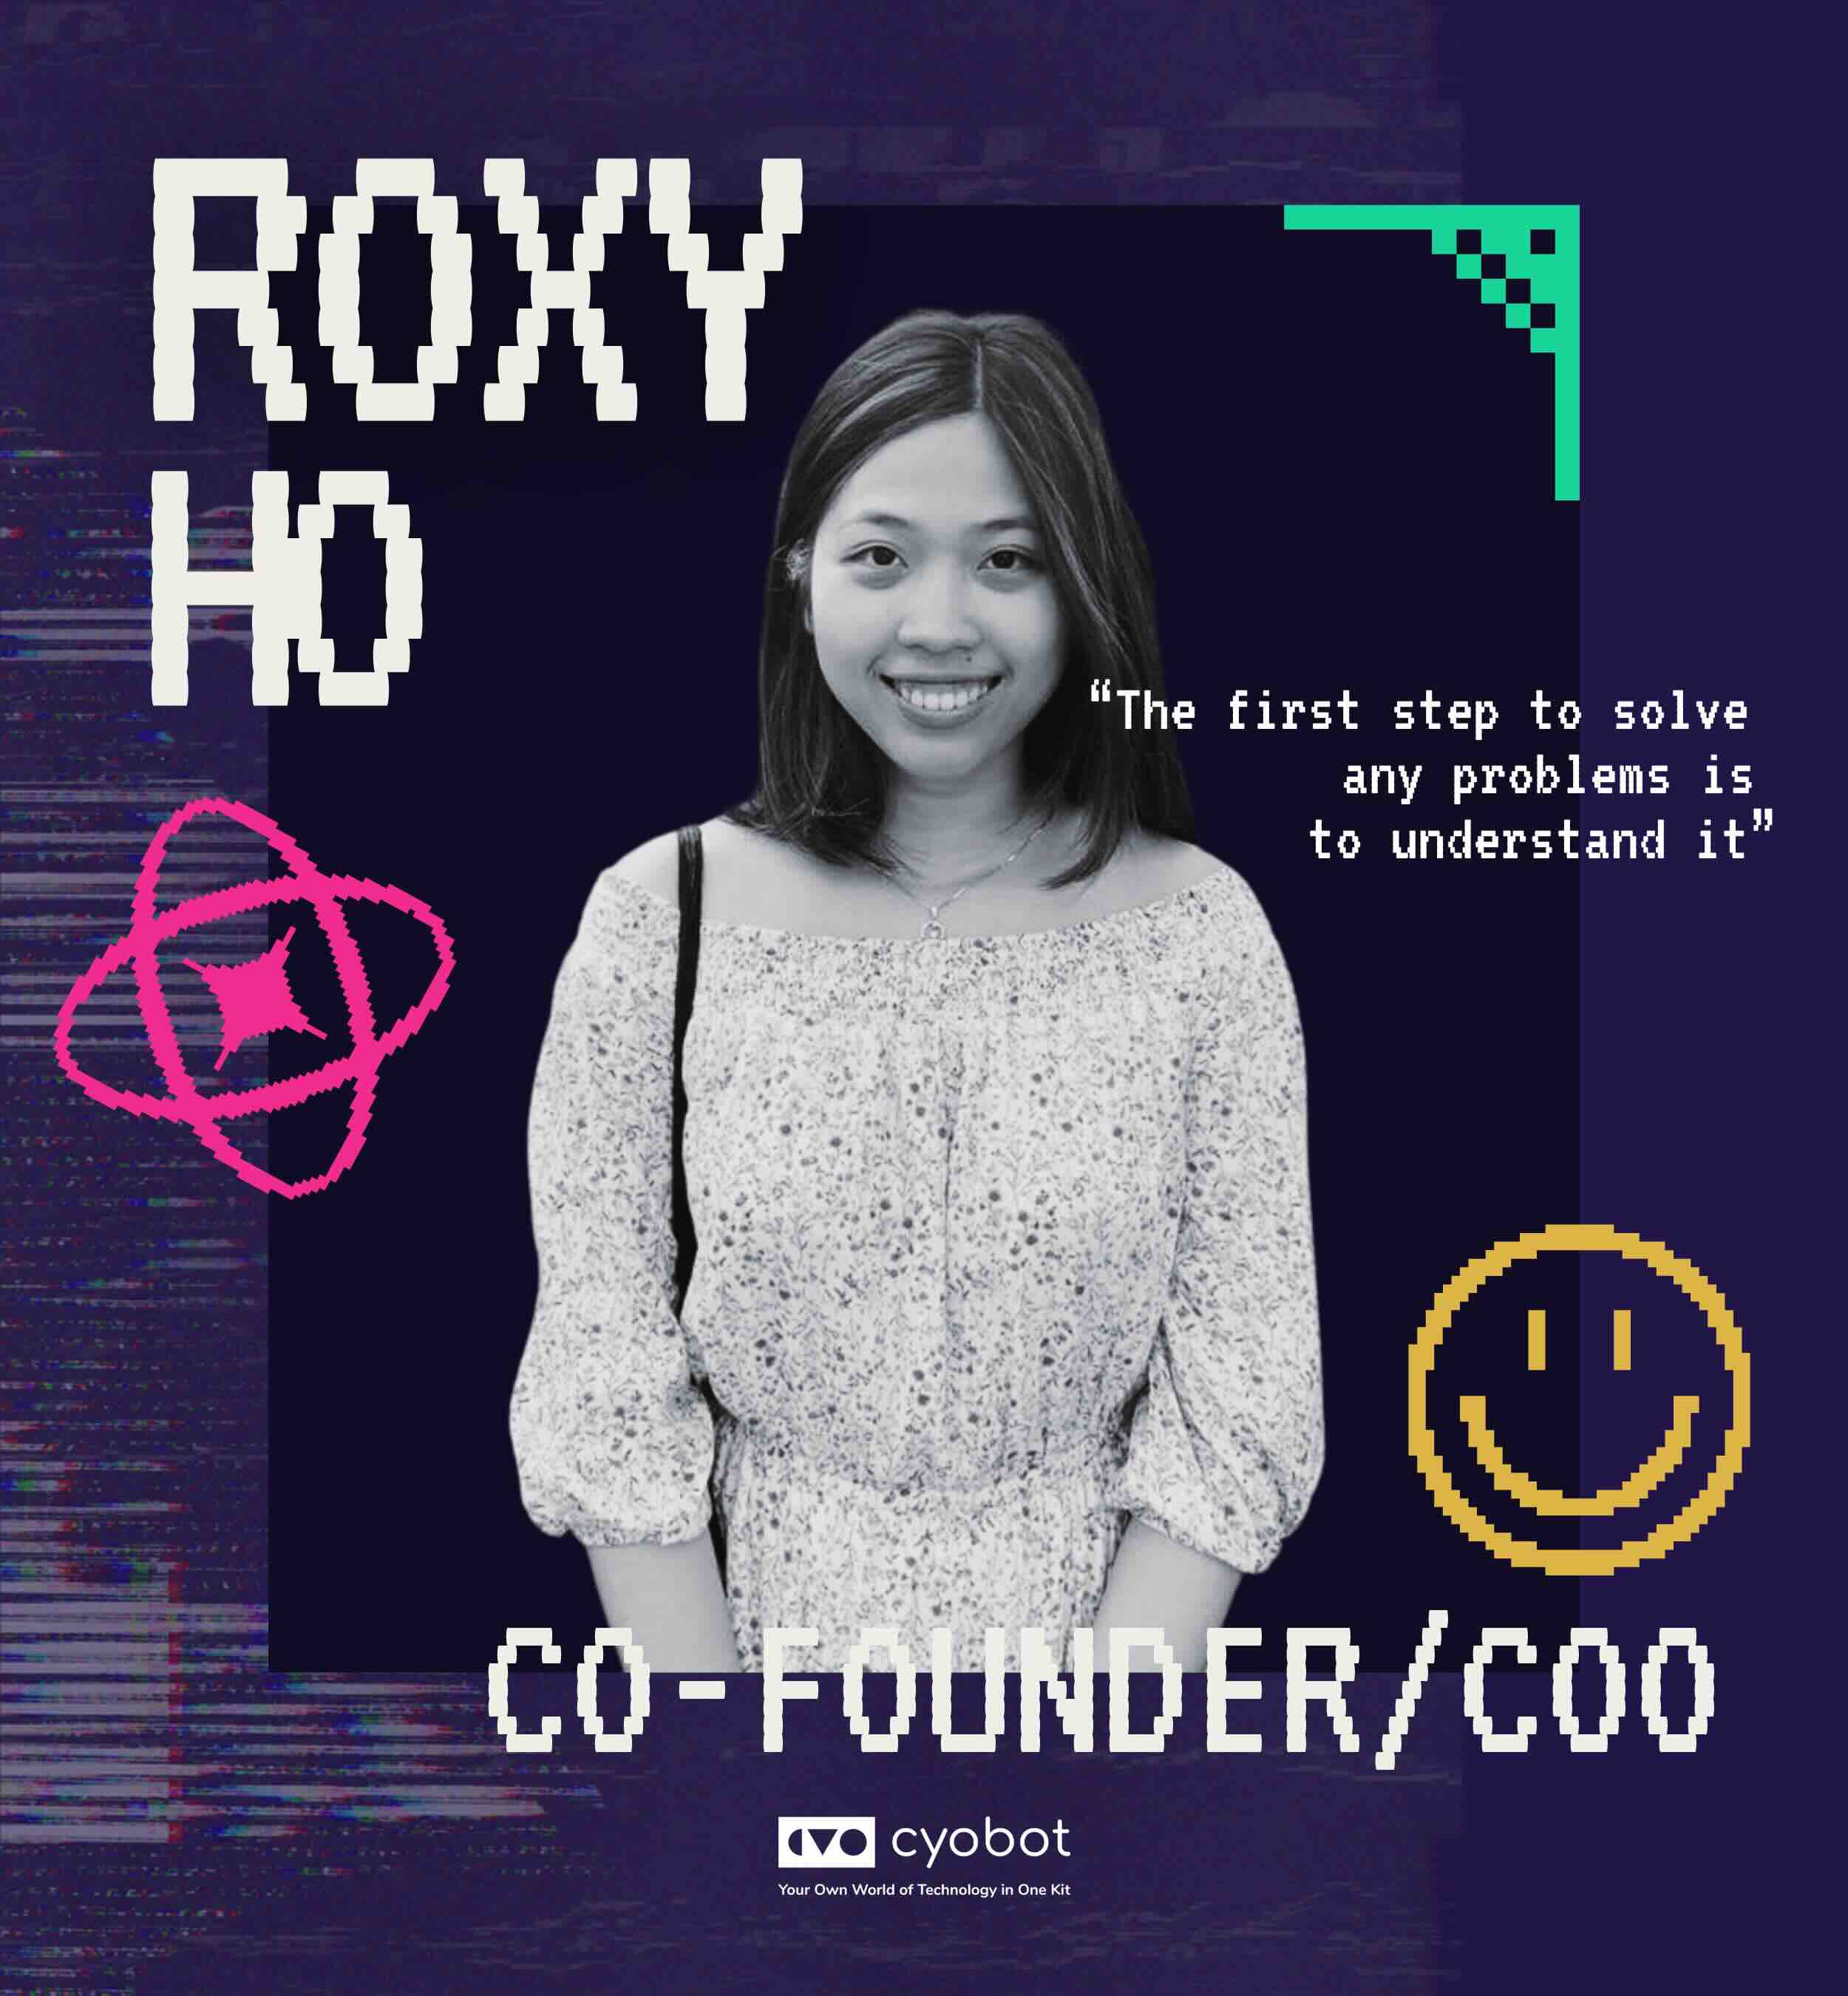 ROXY
HO
“The first step to solve
any problems is
to understand it”
CO-FOUNDER/COO
cyobot
Your Own World of Technology in One Kit